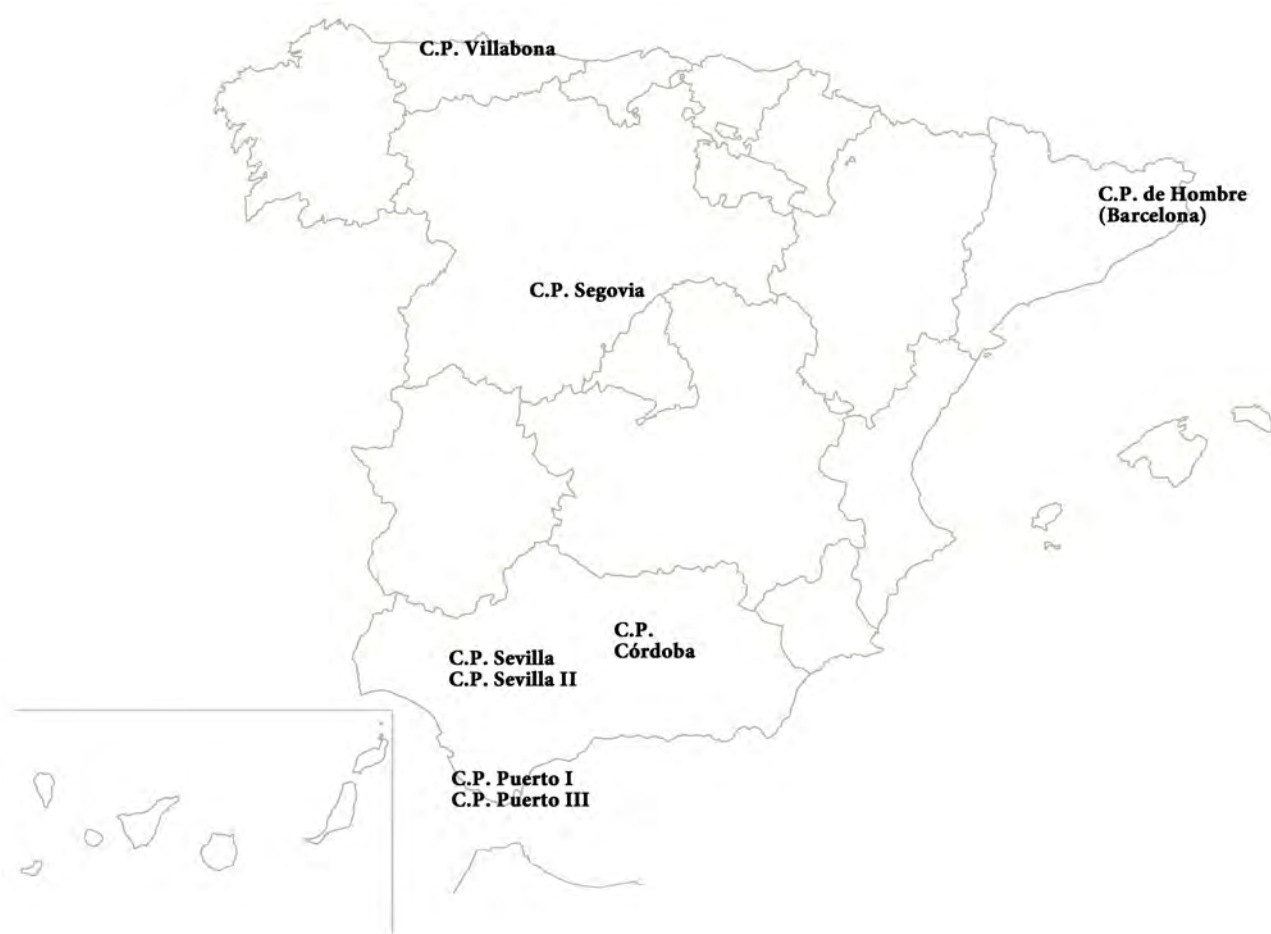 C.P. Villabona
C.P. de Hombre
(Barcelona)
C.P. Segovia
C.P.
Córdoba
C.P. Sevilla
C.P. Sevilla II
C.P. Puerto I
C.P. Puerto III